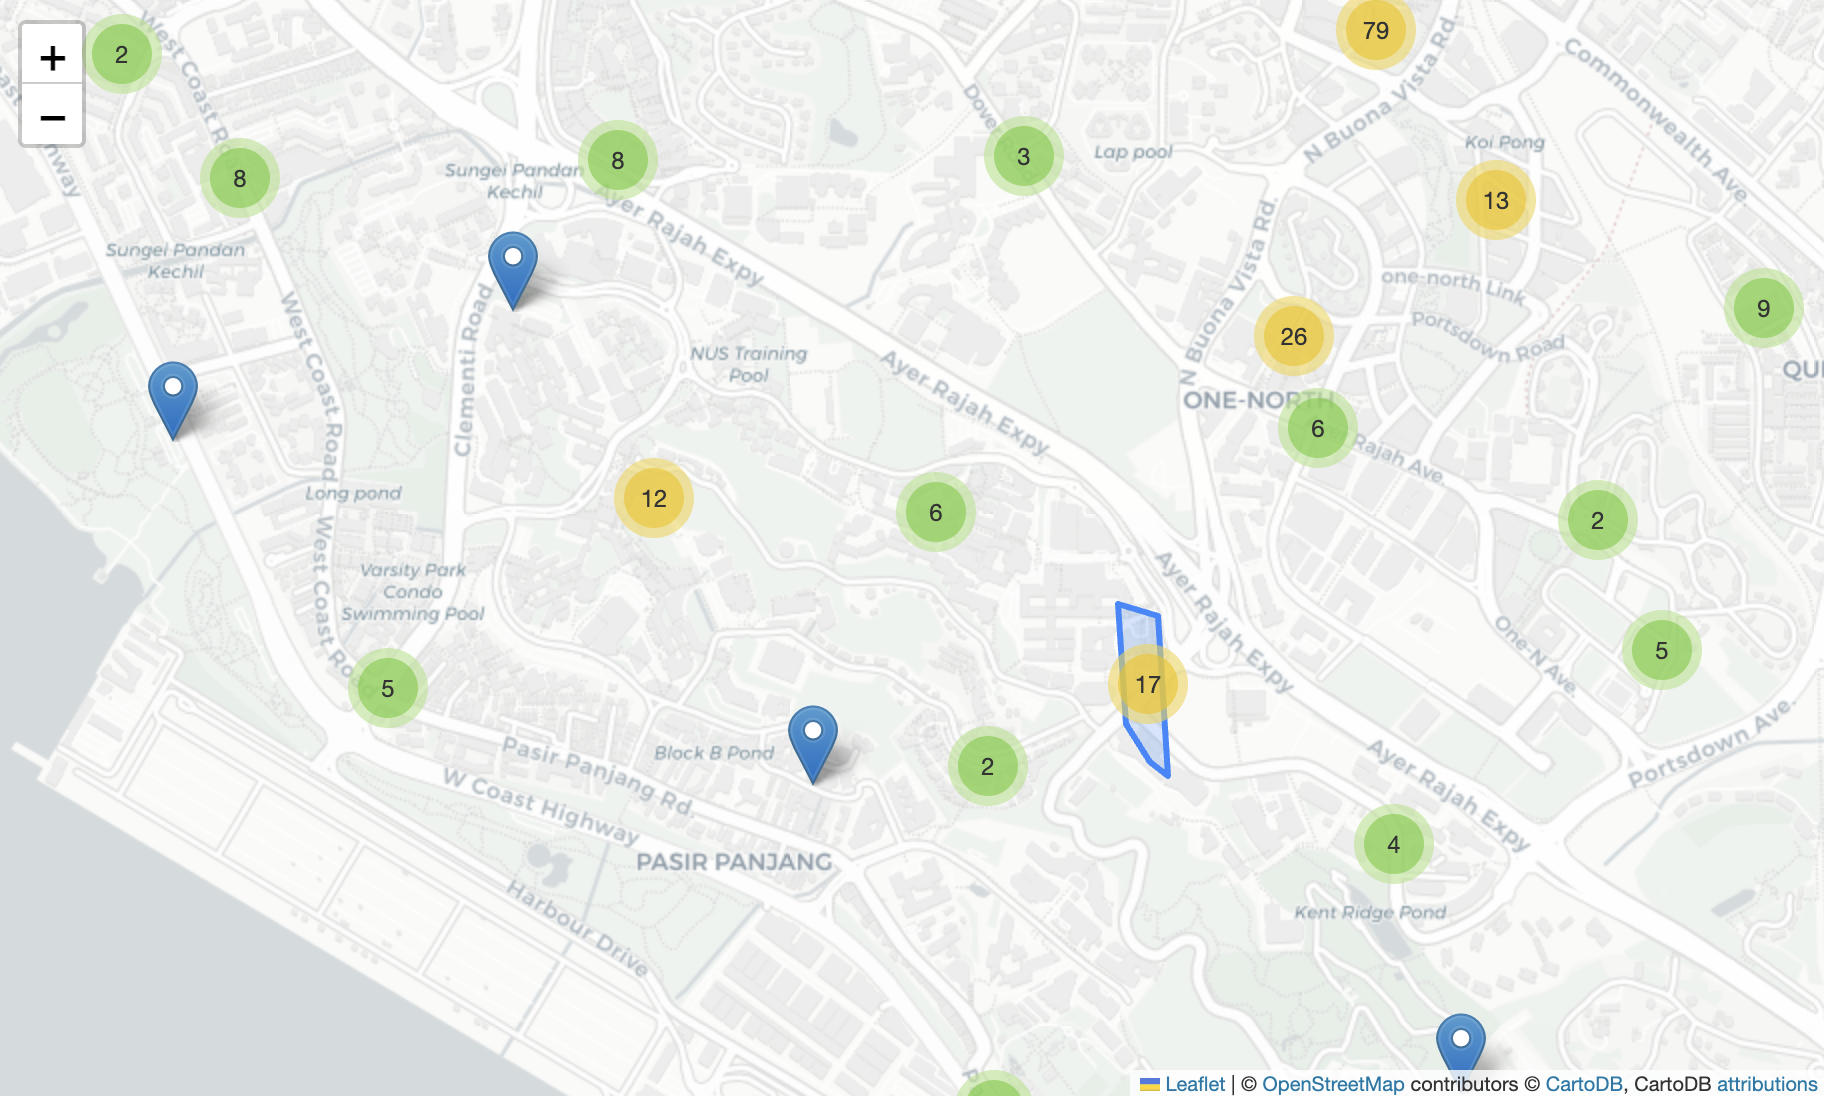 +
−
2
West Coast Ro
8
Sungei Pandan
Kechil
Sungei Pandan
Kechil
8
Ayer Rajah Expy
3
Lap pool
79
N Buona Vista Rd.
Commonwealth Ave.
Koi Pong
13
one-north Link
Portsdown Road
9
N Buona Vista Rd.
26
ONE-NORTH
6
Rajah Ave.
2
5
One-N Ave.
Portsdown Ave.
West Coast Road
Clementi Road
NUS Training
Pool
Ayer Rajah Expy
Long pond
12
6
Varsity Park
Condo
Swimming Pool
West Coast Ro
5
Ayer Rajah Expy
17
Block B Pond
2
Pasir Panjang Rd.
W Coast Highway
PASIR PANJANG
Harbour Drive
Ayer Rajah Expy
4
Kent Ridge Pond
Leaflet | © OpenStreetMap contributors © CartoDB, CartoDB attributions